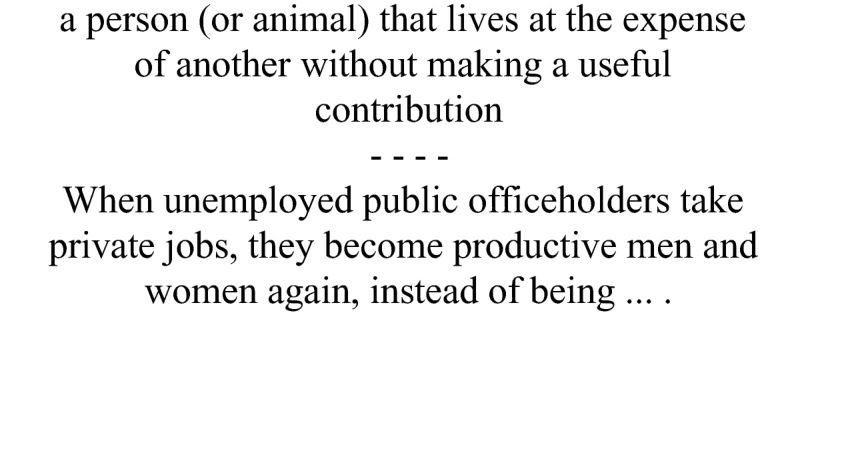 a person (or animal) that lives at the expense
of another without making a useful
contribution
- - - -
When unemployed public officeholders take
private jobs, they become productive men and
women again, instead of being ... .